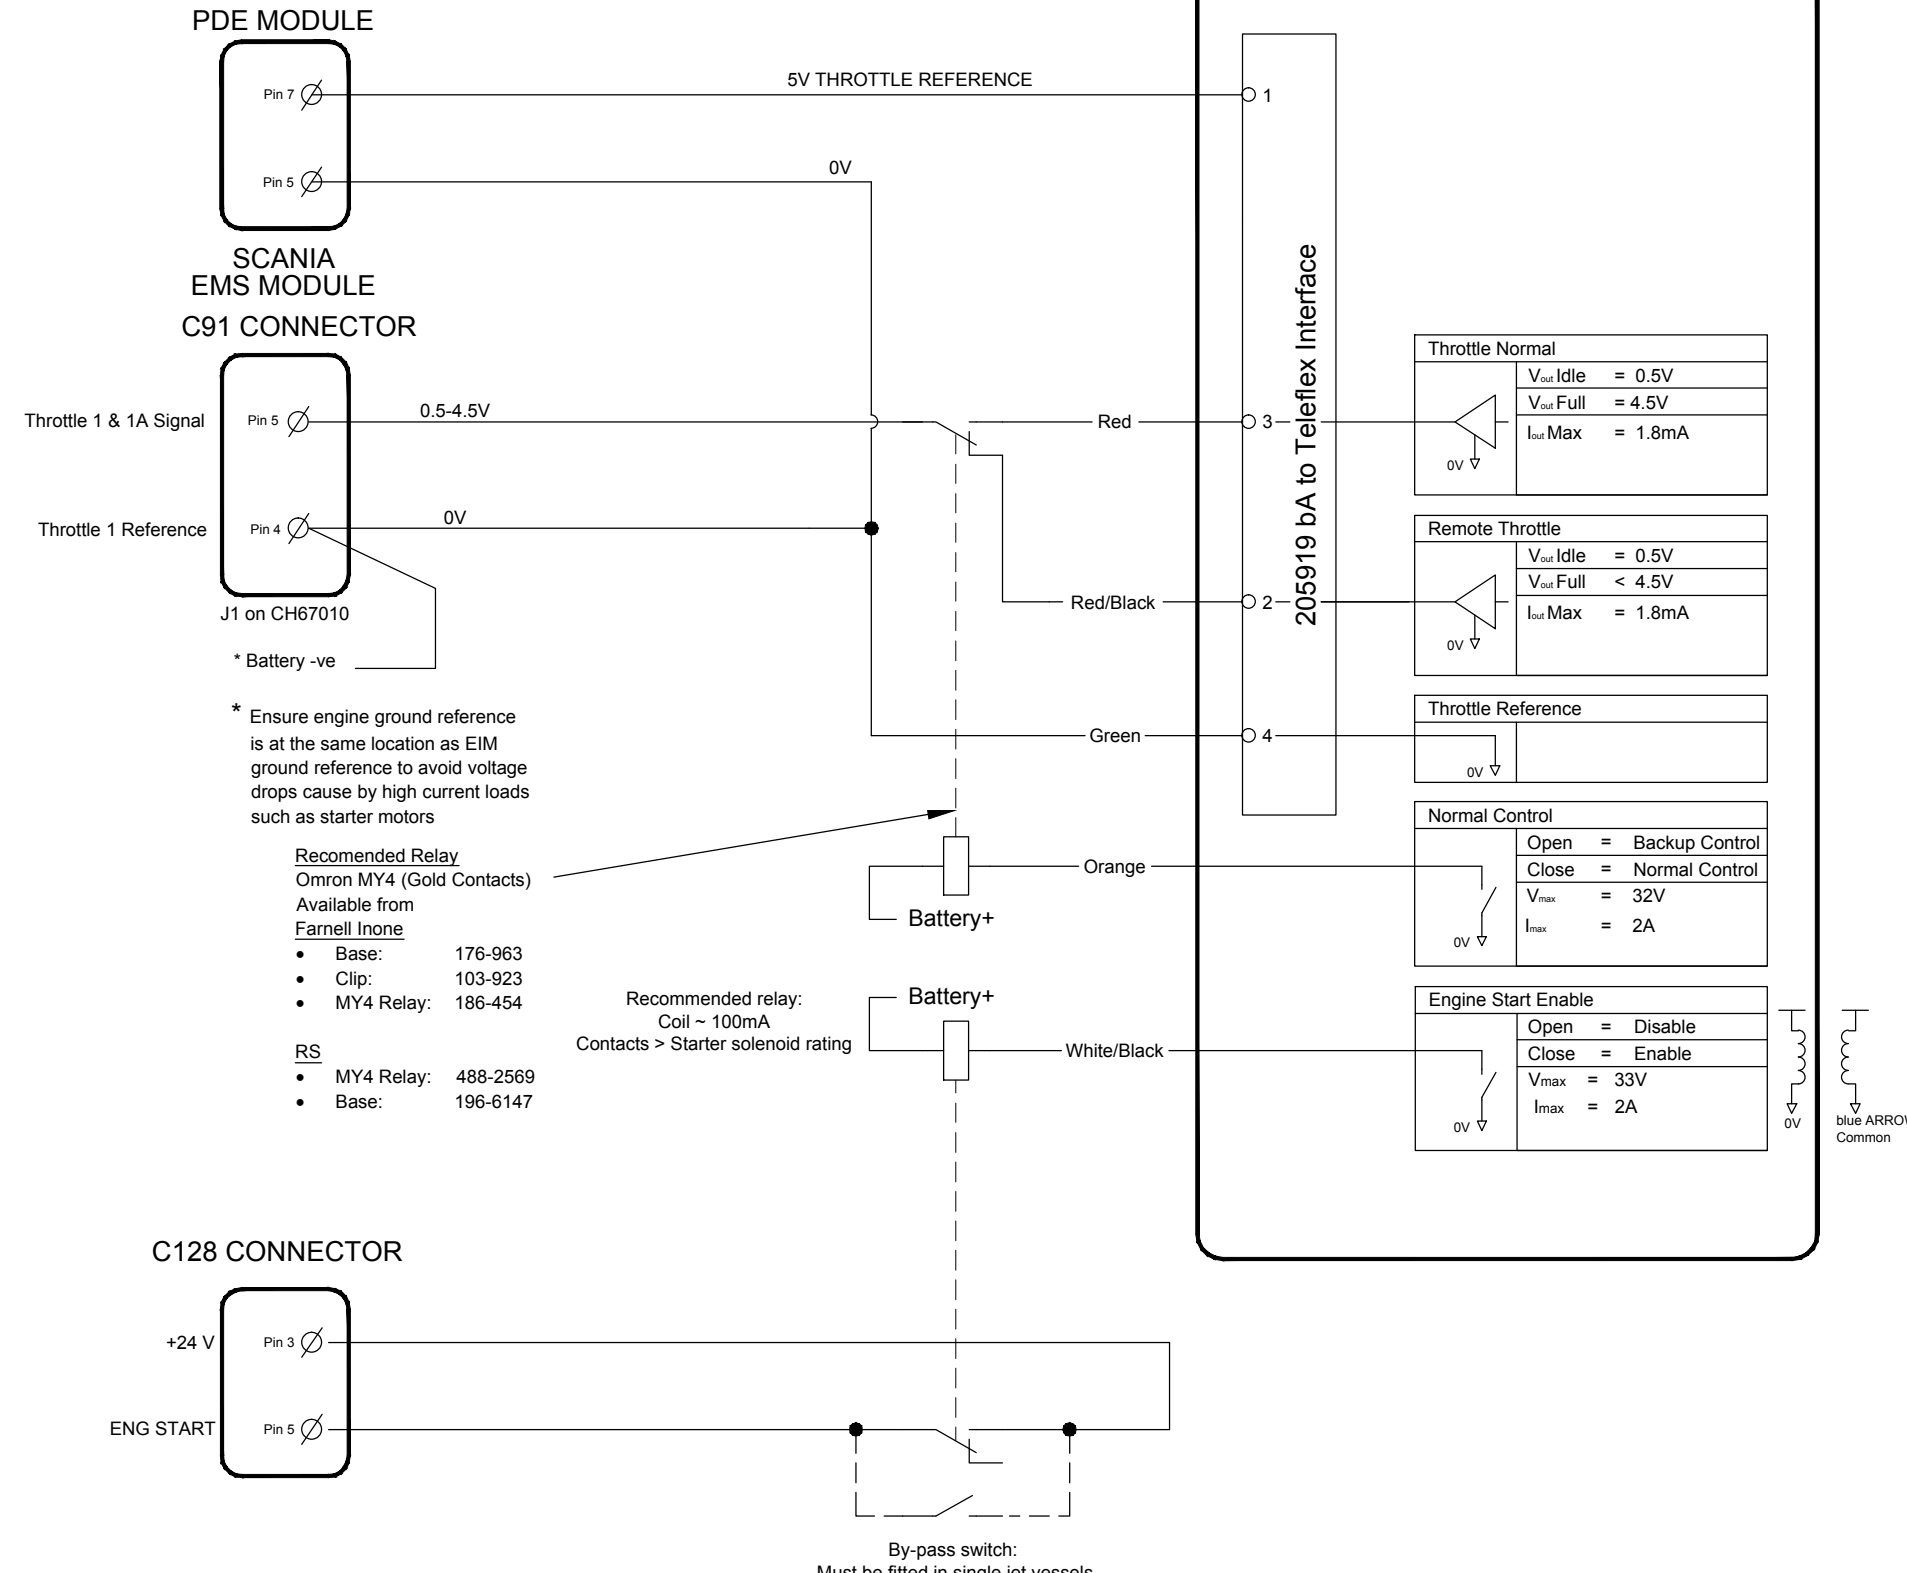 PDE MODULE
Pin 7
5V THROTTLE REFERENCE
1
Pin 5
0V
SCANIA
EMS MODULE
C91 CONNECTOR
Throttle 1 & 1A Signal
Pin 5
0.5-4.5V
Red
3
Throttle 1 Reference
Pin 4
0V
J1 on CH67010
* Battery -ve
Red/Black
2
205919 bA to Teleflex Interface
Green
4
* Ensure engine ground reference
is at the same location as EIM
ground reference to avoid voltage
drops cause by high current loads
such as starter motors
Recomended Relay
Omron MY4 (Gold Contacts)
Available from
Farnell Inone
• Base: 176-963
• Clip: 103-923
• MY4 Relay: 186-454
RS
• MY4 Relay: 488-2569
• Base: 196-6147
Orange
Battery+
Battery+
Recommended relay:
Coil ~ 100mA
Contacts > Starter solenoid rating
White/Black
Throttle Normal
Vout Idle = 0.5V
Vout Full = 4.5V
Iout Max = 1.8mA
0V
Remote Throttle
Vout Idle = 0.5V
Vout Full < 4.5V
Iout Max = 1.8mA
0V
Throttle Reference
0V
Normal Control
Open = Backup Control
Close = Normal Control
Vmax = 32V
Imax = 2A
0V
Engine Start Enable
Open = Disable
Close = Enable
Vmax = 33V
Imax = 2A
0V
0V
blue ARROW
Common
C128 CONNECTOR
+24 V
Pin 3
ENG START
Pin 5
By-pass switch:
Must be fitted in single jet vessels